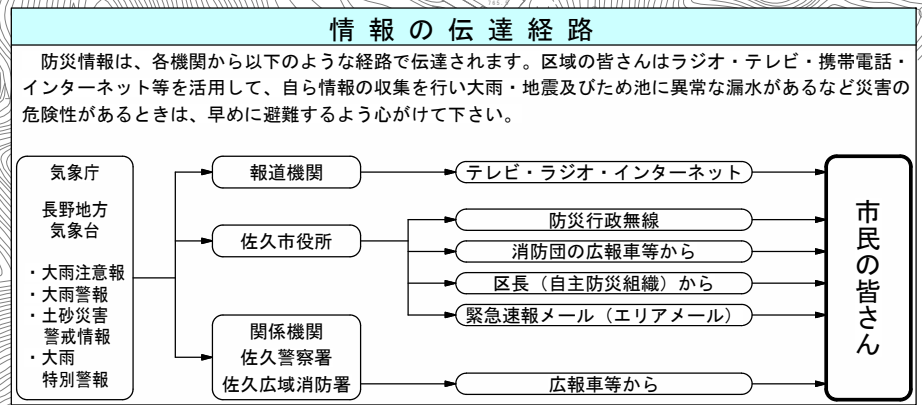 情報の伝達経路
防災情報は、各機関から以下のような経路で伝達されます。区域の皆さんはラジオ・テレビ・携帯電話・
インターネット等を活用して、自ら情報の収集を行い大雨・地震及びため池に異常な漏水があるなど災害の
危険性があるときは、早めに避難するよう心がけて下さい。
気象庁
長野地方
気象台
・大雨注意報
・大雨警報
・土砂災害
警戒情報
・大雨
特別警報
報道機関
佐久市役所
関係機関
佐久警察署
佐久広域消防署
テレビ・ラジオ・インターネット
防災行政無線
消防団の広報車等から
区長（自主防災組織）から
緊急速報メール（エリアメール）
広報車等から
市民の皆さん